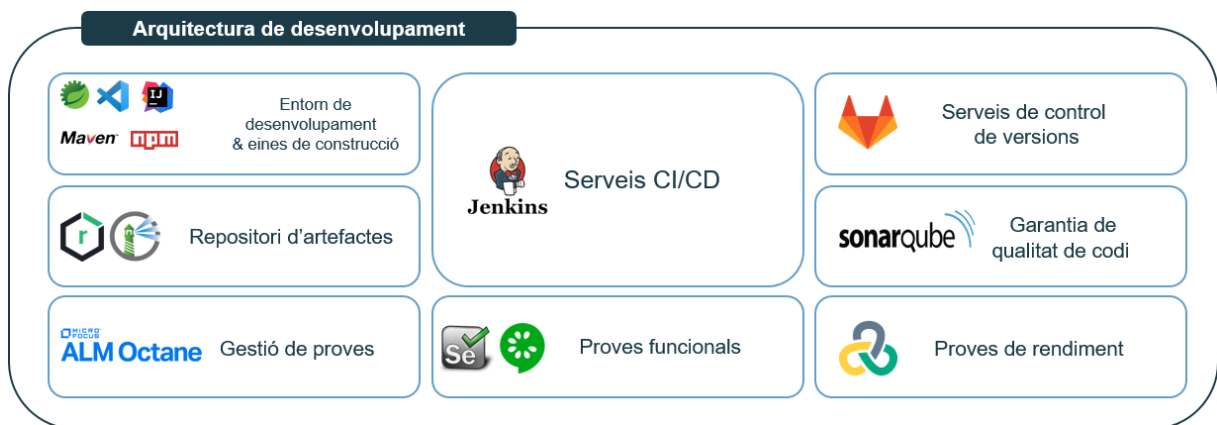 Arquitectura de desenvolupament
IJ
Maven
npm
Entorn de
desenvolupament
& eines de construcció
Jenkins
Serveis CI/CD
Serveis de control
de versions
r
Repositori d'artefactes
sonarqube
Garantia de
qualitat de codi
MICRO
FOCUS
ALM Octane
Gestió de proves
Se
Proves funcionals
Proves de rendiment